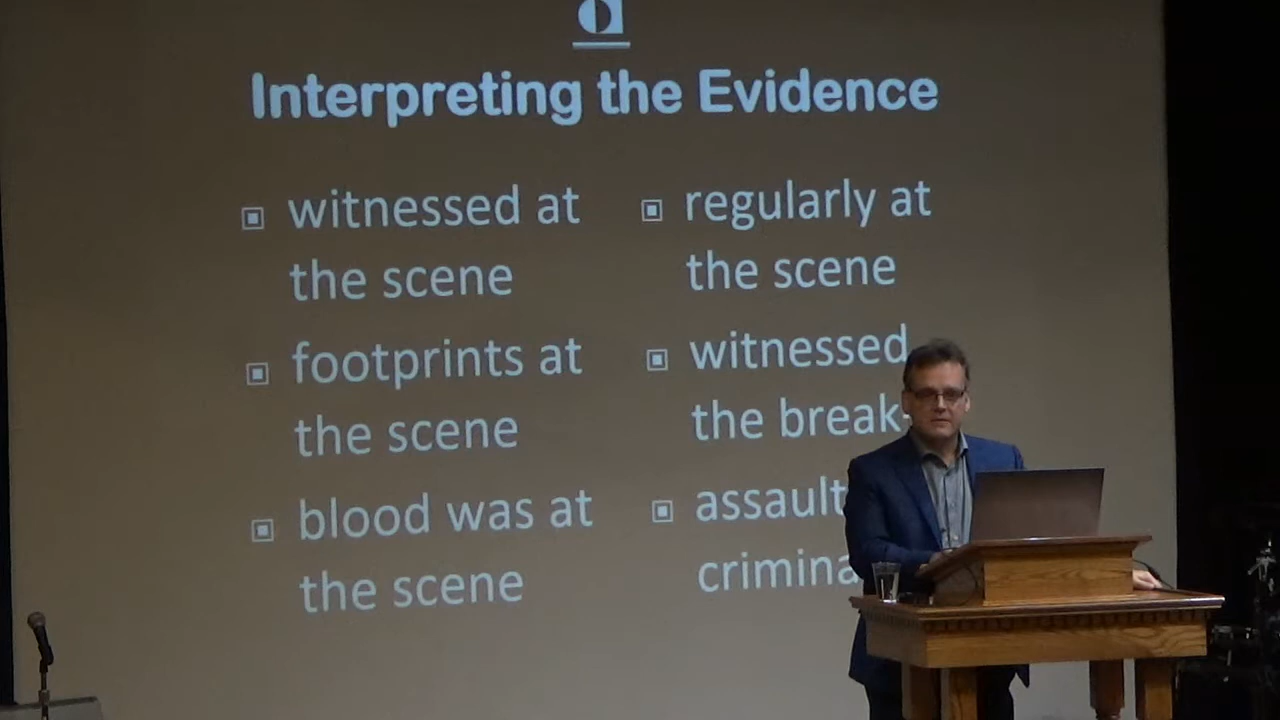 a
Interpreting the Evidence
witnessed at
the scene
footprints at
the scene
blood was at
the scene
regularly at
the scene
witnessed
the break-
assault
crimina